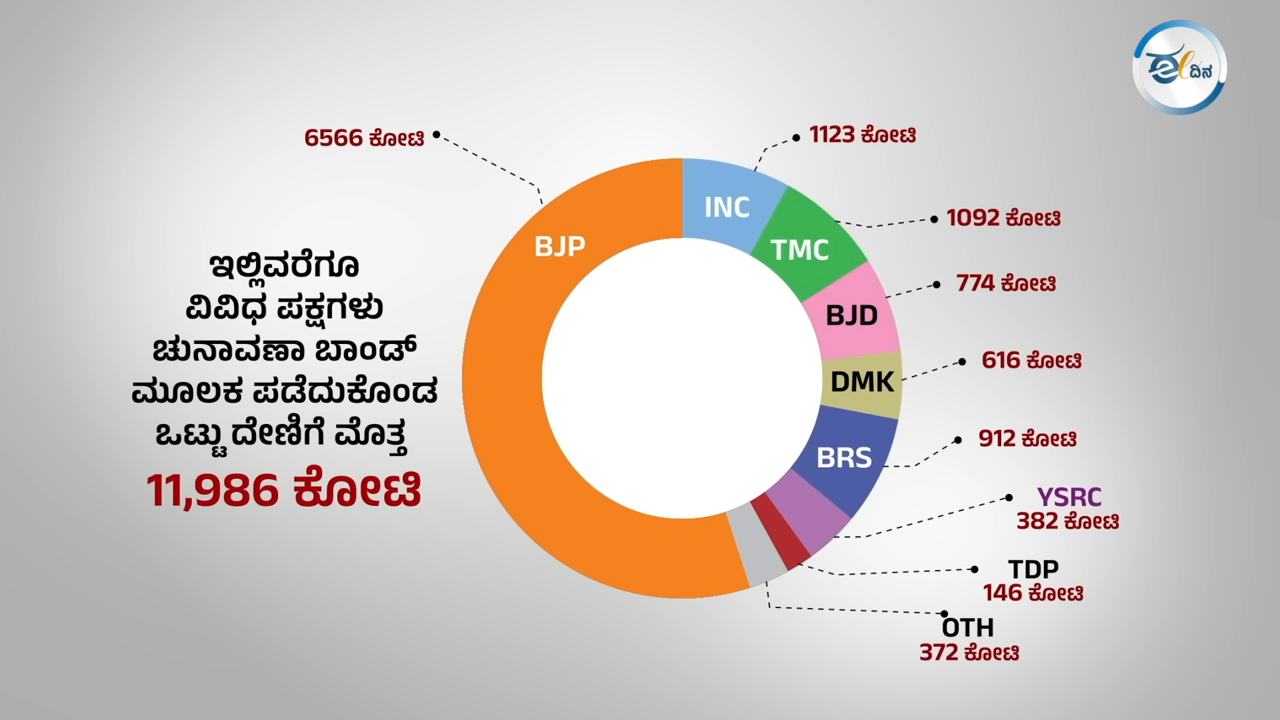 ಈ ದಿನ
6566 ಕೋಟಿ
1123 ಕೋಟಿ
INC
1092 ಕೋಟಿ
TMC
BJP
774 ಕೋಟಿ
BJD
616 ಕೋಟಿ
DMK
912 ಕೋಟಿ
BRS
YSRC
382 ಕೋಟಿ
TDP
146 ಕೋಟಿ
OTH
372 ಕೋಟಿ
ಇಲ್ಲಿವರೆಗೂ
ವಿವಿಧ ಪಕ್ಷಗಳು
ಚುನಾವಣಾ ಬಾಂಡ್
ಮೂಲಕ ಪಡೆದುಕೊಂಡ
ಒಟ್ಟು ದೇಣಿಗೆ ಮೊತ್ತ
11,986 ಕೋಟಿ